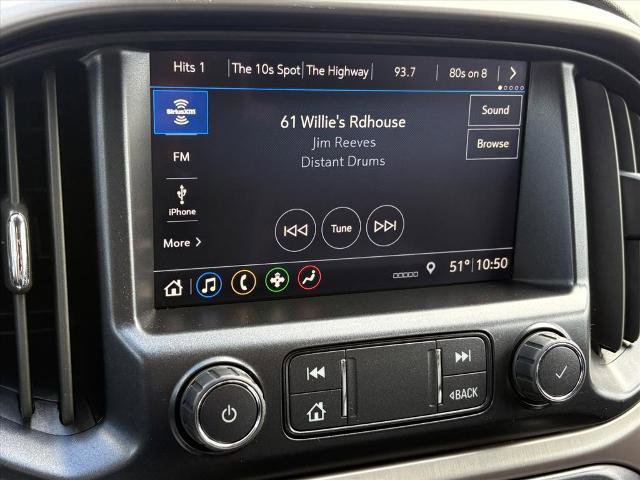 Hits 1 The 10s Spot The Highway 93.7 80s on 8
SiriusXM
61 Willie's Rdhouse
Jim Reeves
Distant Drums
Sound
Browse
FM
iPhone
More
Tune
51° 10:50
BACK